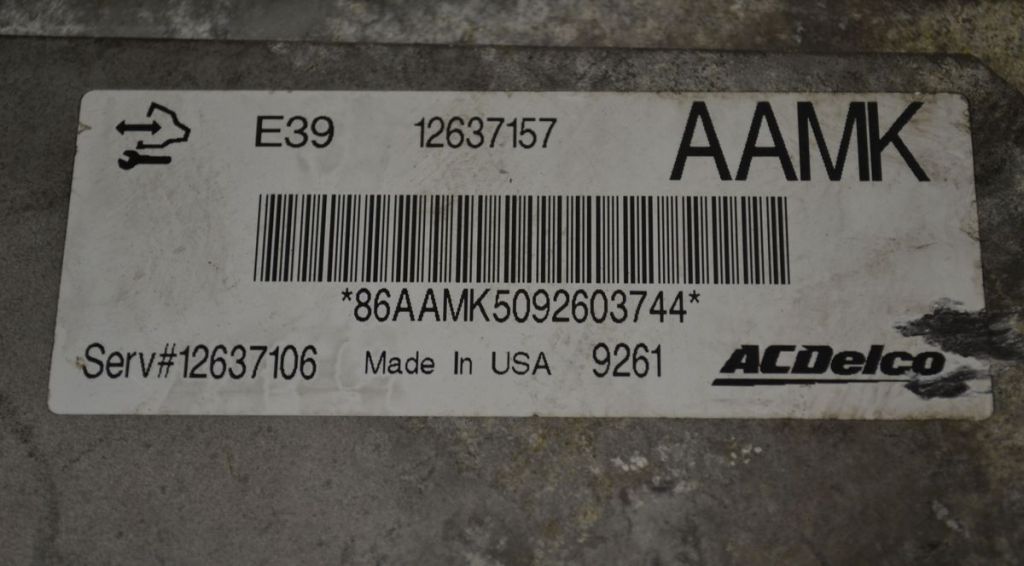 E39 12637157 AAMK
*86AAMK5092603744*
Serv#12637106 Made In USA 9261 ACDelco